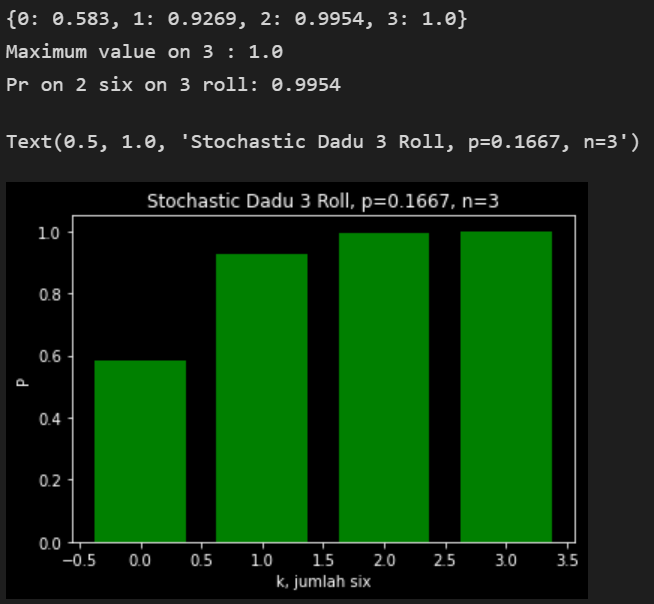 {0: 0.583, 1: 0.9269, 2: 0.9954, 3: 1.0}
Maximum value on 3 : 1.0
Pr on 2 six on 3 roll: 0.9954
Text(0.5, 1.0, 'Stochastic Dadu 3 Roll, p=0.1667, n=3')
Stochastic Dadu 3 Roll, p=0.1667, n=3
1.0
0.8
0.6
P
0.4
0.2
0.0
−0.5 0.0 0.5 1.0 1.5 2.0 2.5 3.0 3.5
k, jumlah six